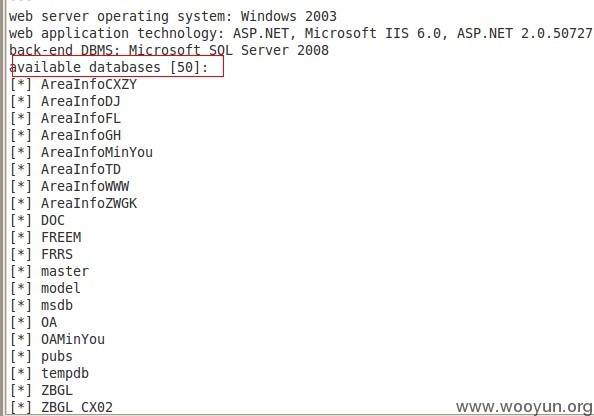 web server operating system: Windows 2003
web application technology: ASP.NET, Microsoft IIS 6.0, ASP.NET 2.0.50727
back-end DBMS: Microsoft SQL Server 2008
available databases [50]:
[*] AreaInfoCXZY
[*] AreaInfoDJ
[*] AreaInfoFL
[*] AreaInfoGH
[*] AreaInfoMinYou
[*] AreaInfoTD
[*] AreaInfoWWW
[*] AreaInfoZWGK
[*] DOC
[*] FREEM
[*] FRRS
[*] master
[*] model
[*] msdb
[*] OA
[*] OAMinYou
[*] pubs
[*] tempdb
[*] ZBGL
[*] ZBGL_CX02
www.wooyun.org